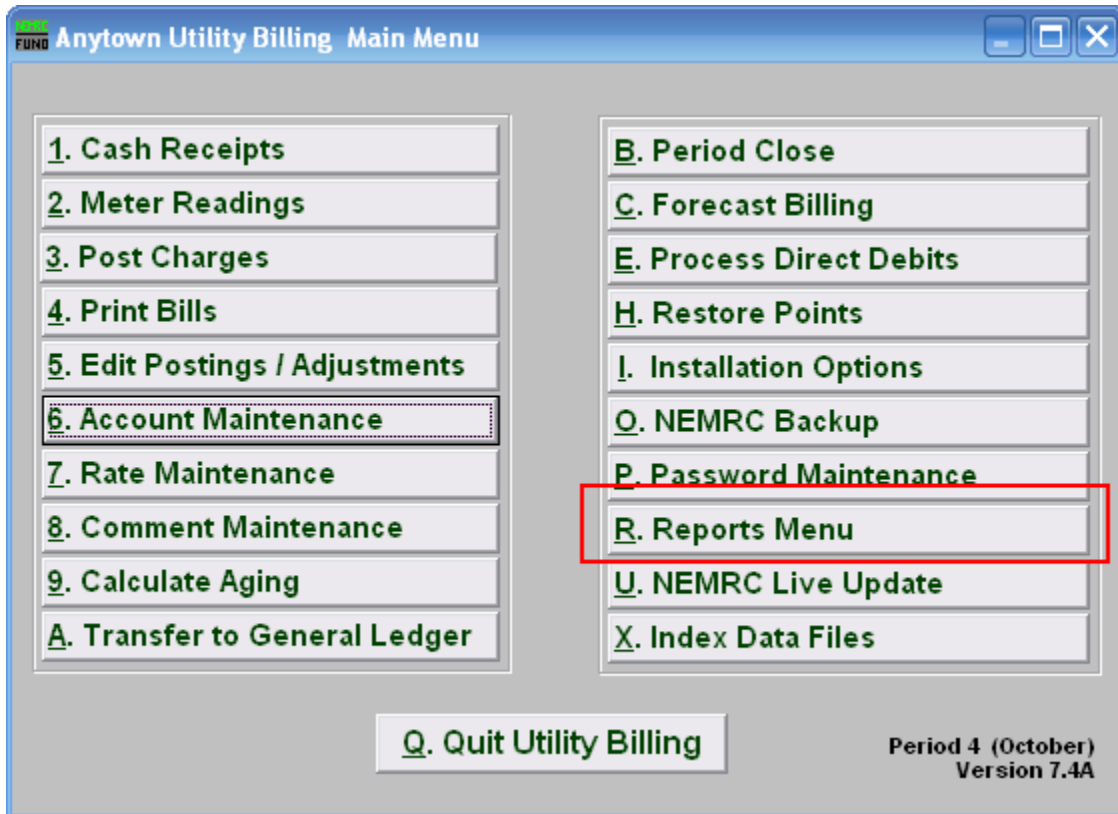 NEMRC
FUND Anytown Utility Billing Main Menu
1. Cash Receipts
2. Meter Readings
3. Post Charges
4. Print Bills
5. Edit Postings / Adjustments
6. Account Maintenance
7. Rate Maintenance
8. Comment Maintenance
9. Calculate Aging
A. Transfer to General Ledger
B. Period Close
C. Forecast Billing
E. Process Direct Debits
H. Restore Points
I. Installation Options
O. NEMRC Backup
P. Password Maintenance
R. Reports Menu
U. NEMRC Live Update
X. Index Data Files
Q. Quit Utility Billing
Period 4 (October)
Version 7.4A